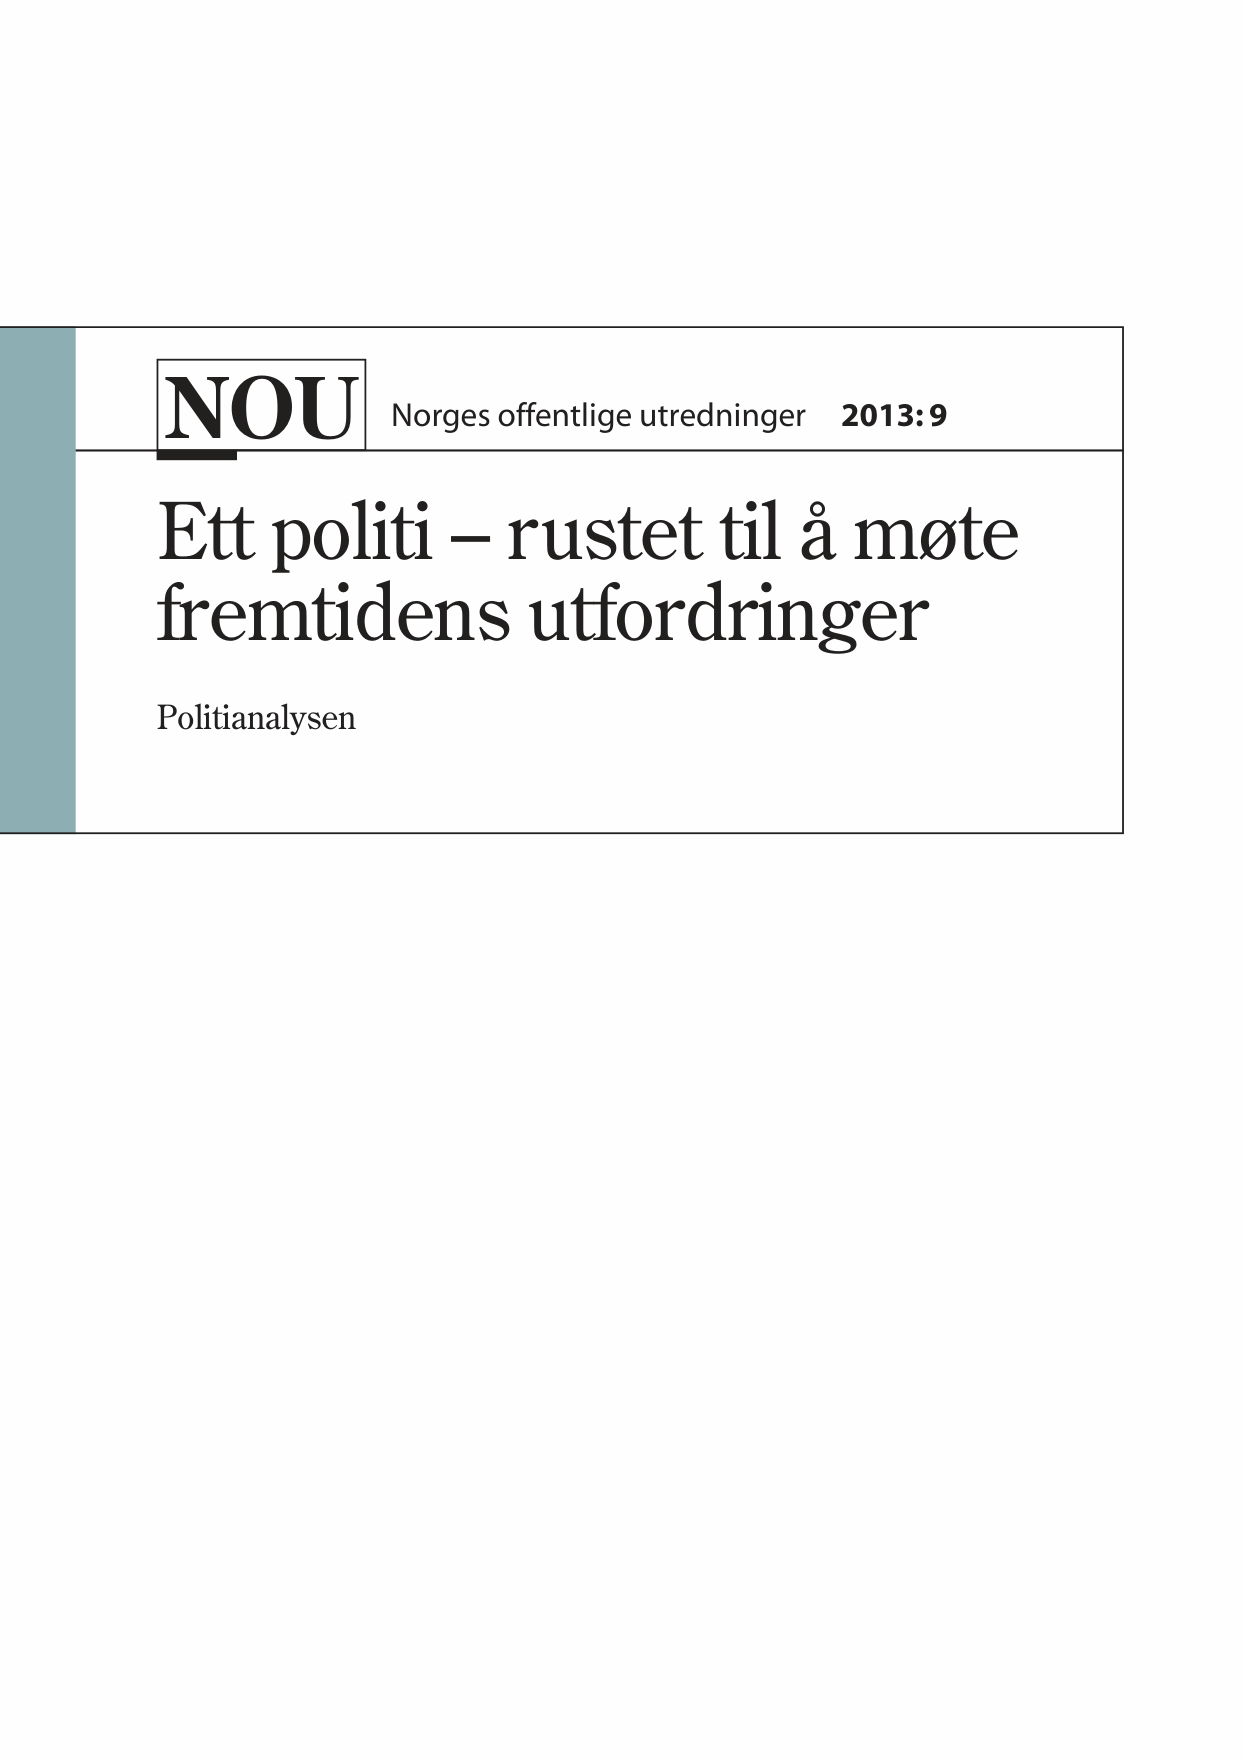 NOU Norges offentlige utredninger 2013: 9
Ett politi – rustet til å møte
fremtidens utfordringer
Politianalysen